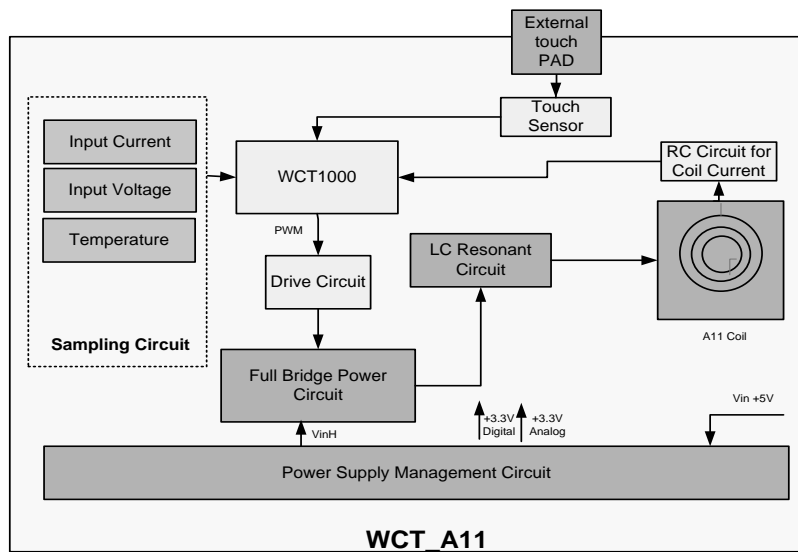 External
touch
PAD
Touch
Sensor
Input Current
Input Voltage
Temperature
Sampling Circuit
WCT1000
PWM
Drive Circuit
Full Bridge Power
Circuit
VinH
LC Resonant
Circuit
RC Circuit for
Coil Current
A11 Coil
+3.3V
Digital
+3.3V
Analog
Vin +5V
Power Supply Management Circuit
WCT_A11